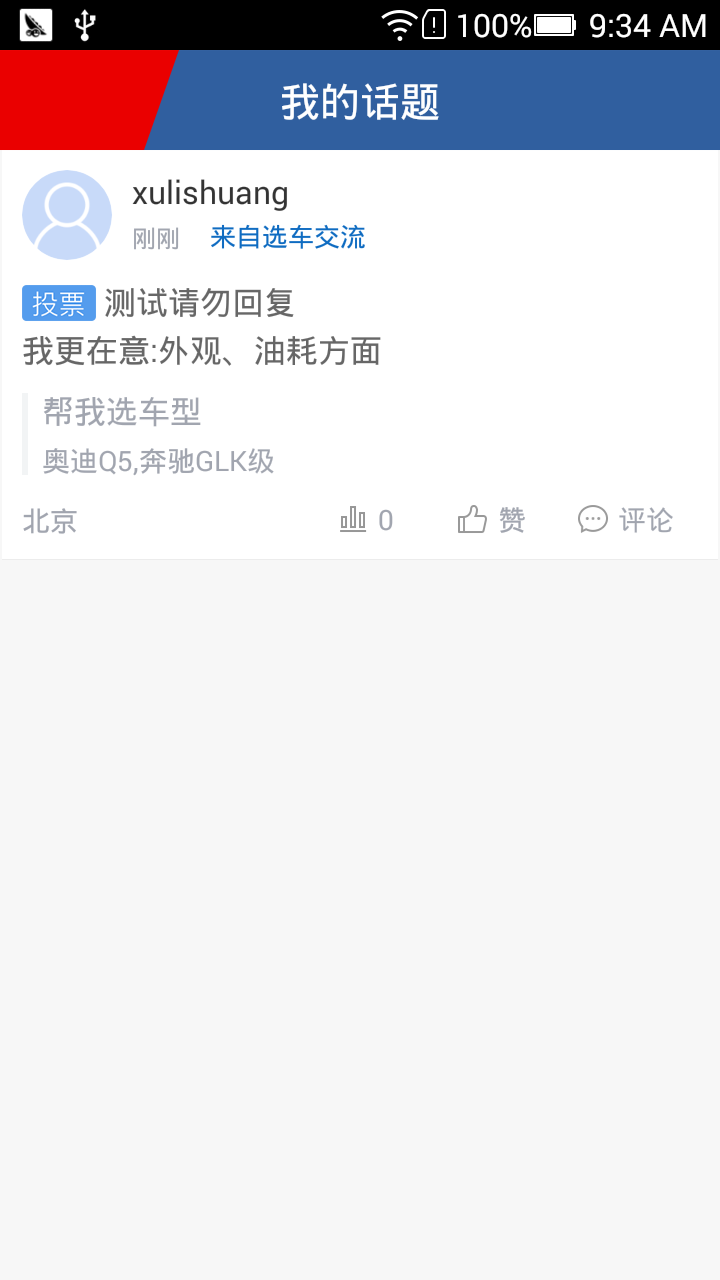 100% 9:34 AM
我的话题
xulishuang
刚刚 来自选车交流
投票 测试请勿回复
我更在意:外观、油耗方面
帮我选车型
奥迪Q5,奔驰GLK级
北京 0 赞 评论